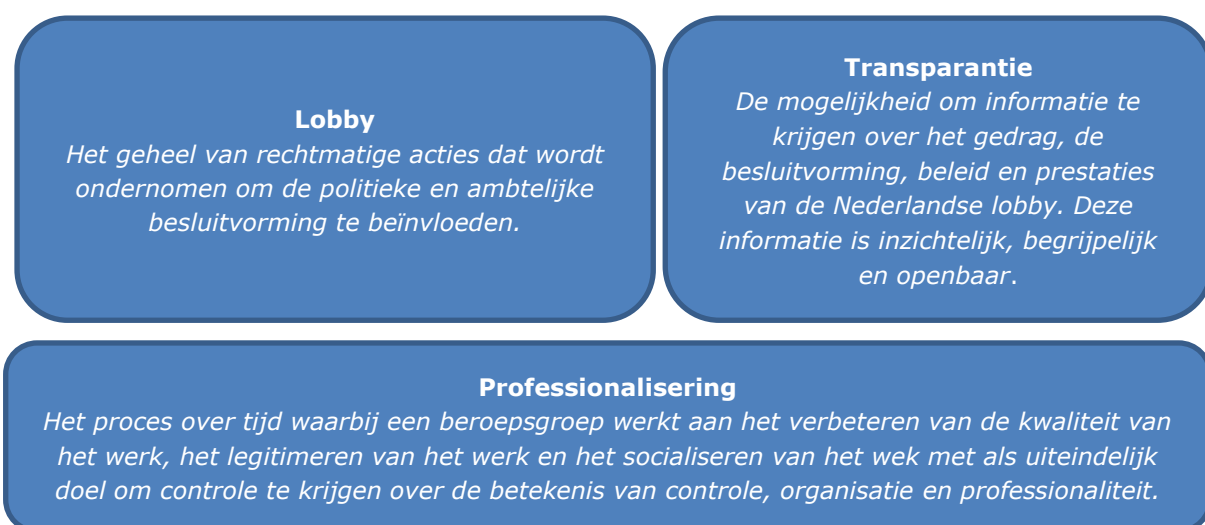 Lobby
Het geheel van rechtmatige acties dat wordt
ondernomen om de politieke en ambtelijke
besluitvorming te beïnvloeden.
Transparantie
De mogelijkheid om informatie te
krijgen over het gedrag, de
besluitvorming, beleid en prestaties
van de Nederlandse lobby. Deze
informatie is inzichtelijk, begrijpelijk
en openbaar.
Professionalisering
Het proces over tijd waarbij een beroepsgroep werkt aan het verbeteren van de kwaliteit van
het werk, het legitimeren van het werk en het socialiseren van het wek met als uiteindelijk
doel om controle te krijgen over de betekenis van controle, organisatie en professionaliteit.